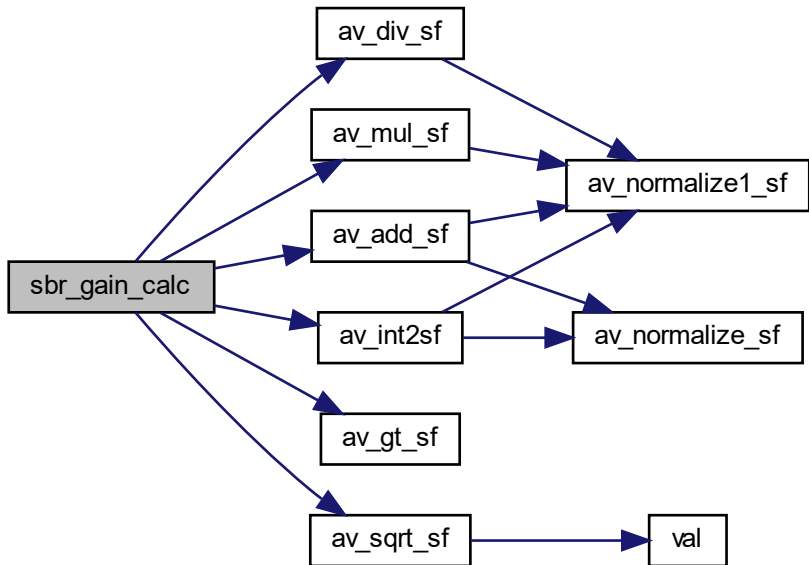 av_div_sf
av_mul_sf
av_normalize1_sf
av_add_sf
sbr_gain_calc
av_int2sf
av_normalize_sf
av_gt_sf
av_sqrt_sf
val